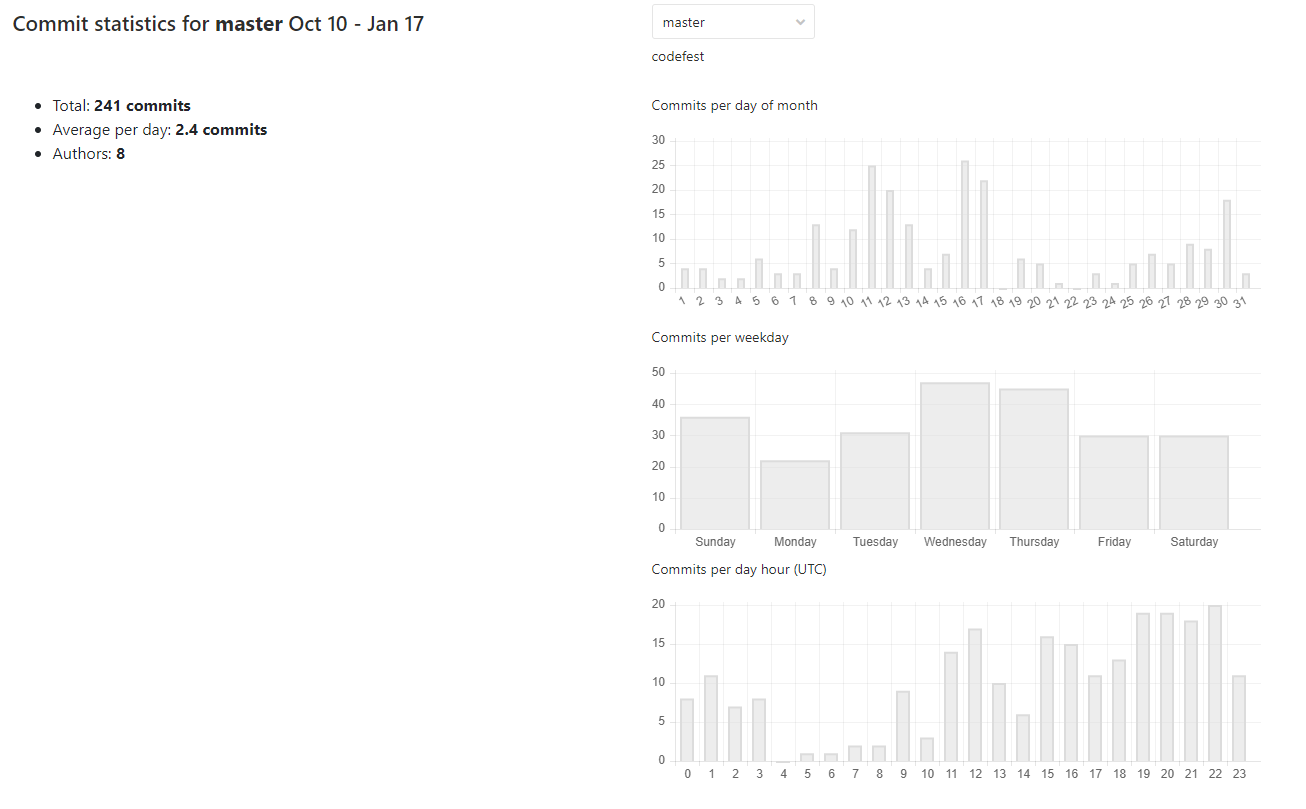 Commit statistics for master Oct 10 - Jan 17
Total: 241 commits
Average per day: 2.4 commits
Authors: 8
master
codefest
Commits per day of month
30
25
20
15
10
5
0
1 2 3 4 5 6 7 8 9 10 11 12 13 14 15 16 17 18 19 20 21 22 23 24 25 26 27 28 29 30 31
Commits per weekday
50
40
30
20
10
0
Sunday Monday Tuesday Wednesday Thursday Friday Saturday
Commits per day hour (UTC)
20
15
10
5
0
0 1 2 3 4 5 6 7 8 9 10 11 12 13 14 15 16 17 18 19 20 21 22 23